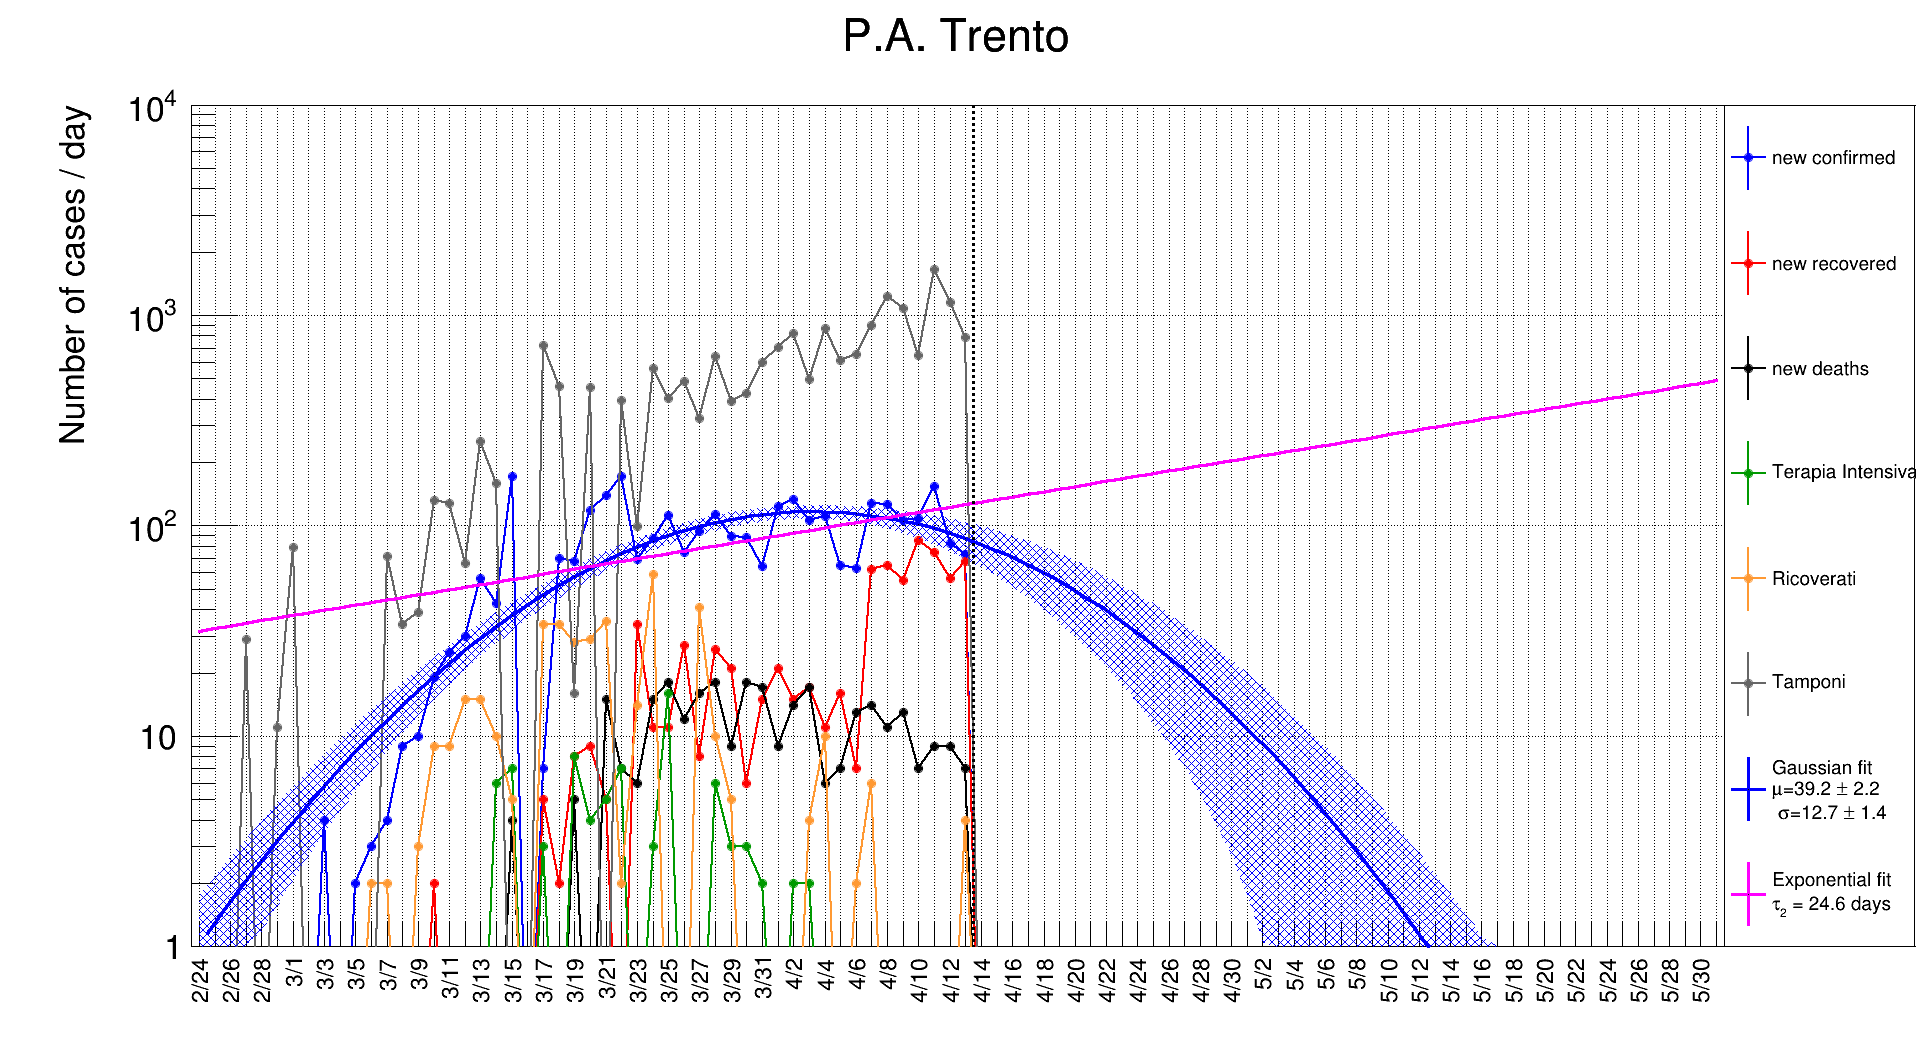 P.A. Trento
Number of cases / day
10⁴
10³
10²
10
1
2/24 2/26 2/28 3/1 3/3 3/5 3/7 3/9 3/11 3/13 3/15 3/17 3/19 3/21 3/23 3/25 3/27 3/29 3/31 4/2 4/4 4/6 4/8 4/10 4/12 4/14 4/16 4/18 4/20 4/22 4/24 4/26 4/28 4/30 5/2 5/4 5/6 5/8 5/10 5/12 5/14 5/16 5/18 5/20 5/22 5/24 5/26 5/28 5/30
new confirmed
new recovered
new deaths
Terapia Intensiva
Ricoverati
Tamponi
Gaussian fit
μ=39.2 ± 2.2
σ=12.7 ± 1.4
Exponential fit
τ₂ = 24.6 days